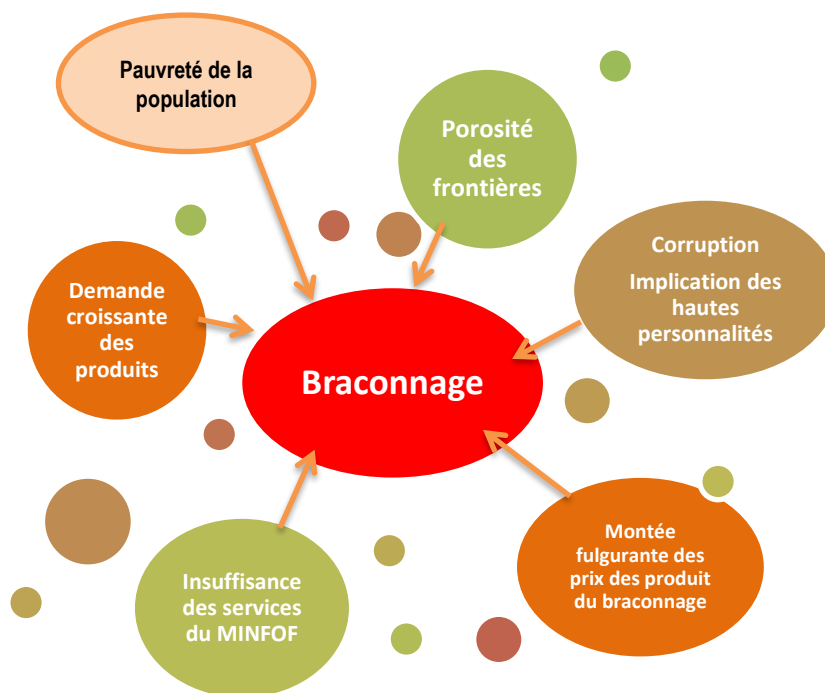 Pauvreté de la
population
Porosité
des
frontières
Corruption
Implication des
hautes
personnalités
Demande
croissante
des
produits
Braconnage
Montée
fulgurante des
prix des produit
du braconnage
Insuffisance
des services
du MINFOF